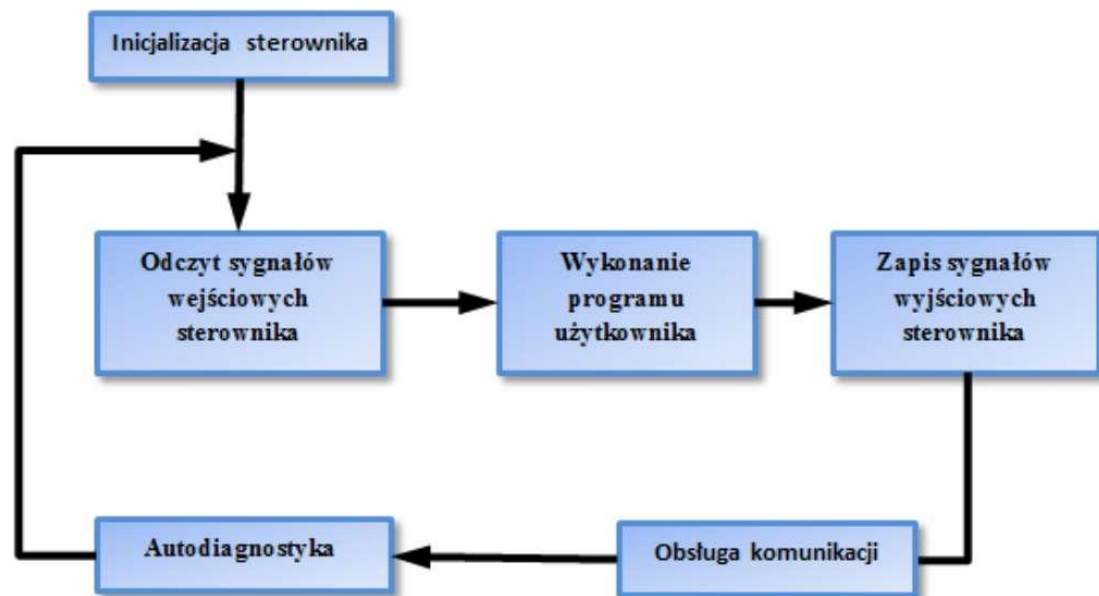 Inicjalizacja sterownika
Odczyt sygnałów
wejściowych
sterownika
Wykonanie
programu
użytkownika
Zapis sygnałów
wyjściowych
sterownika
Autodiagnostyka
Obsługa komunikacji